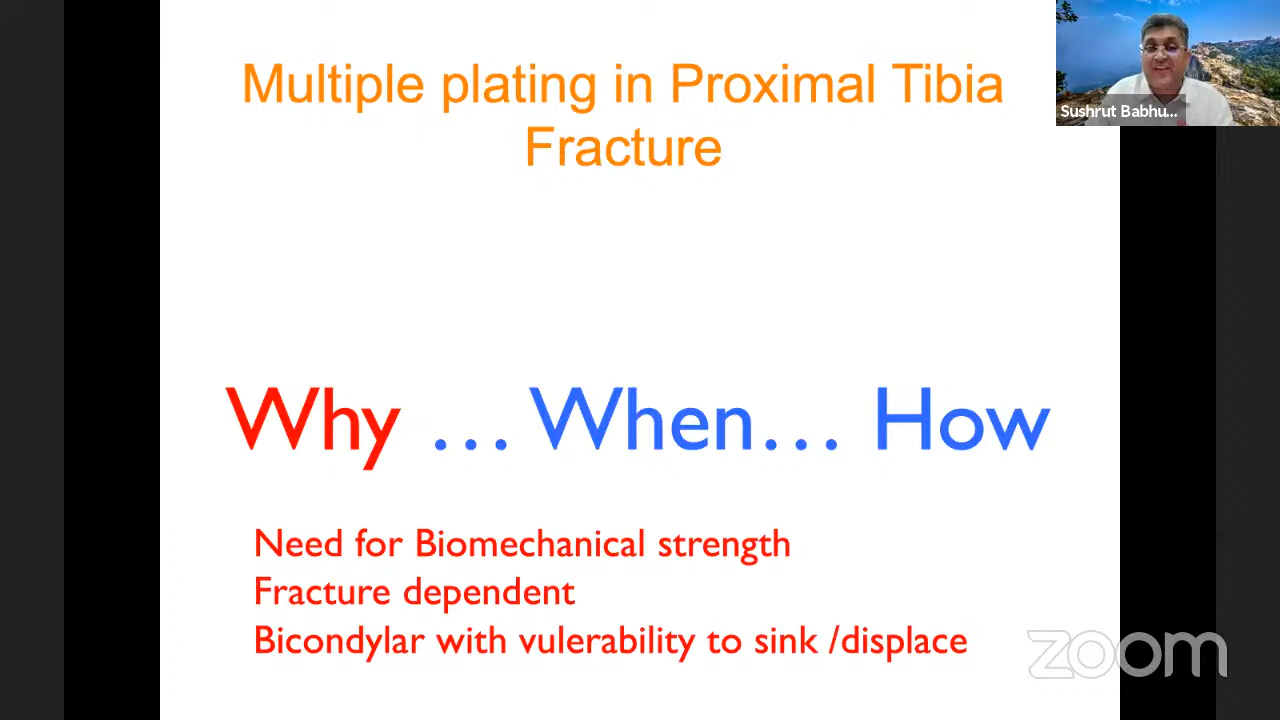 Multiple plating in Proximal Tibia
Fracture
Sushrut Babhu...
Why ... When... How
Need for Biomechanical strength
Fracture dependent
Bicondylar with vulerability to sink /displace
zoom